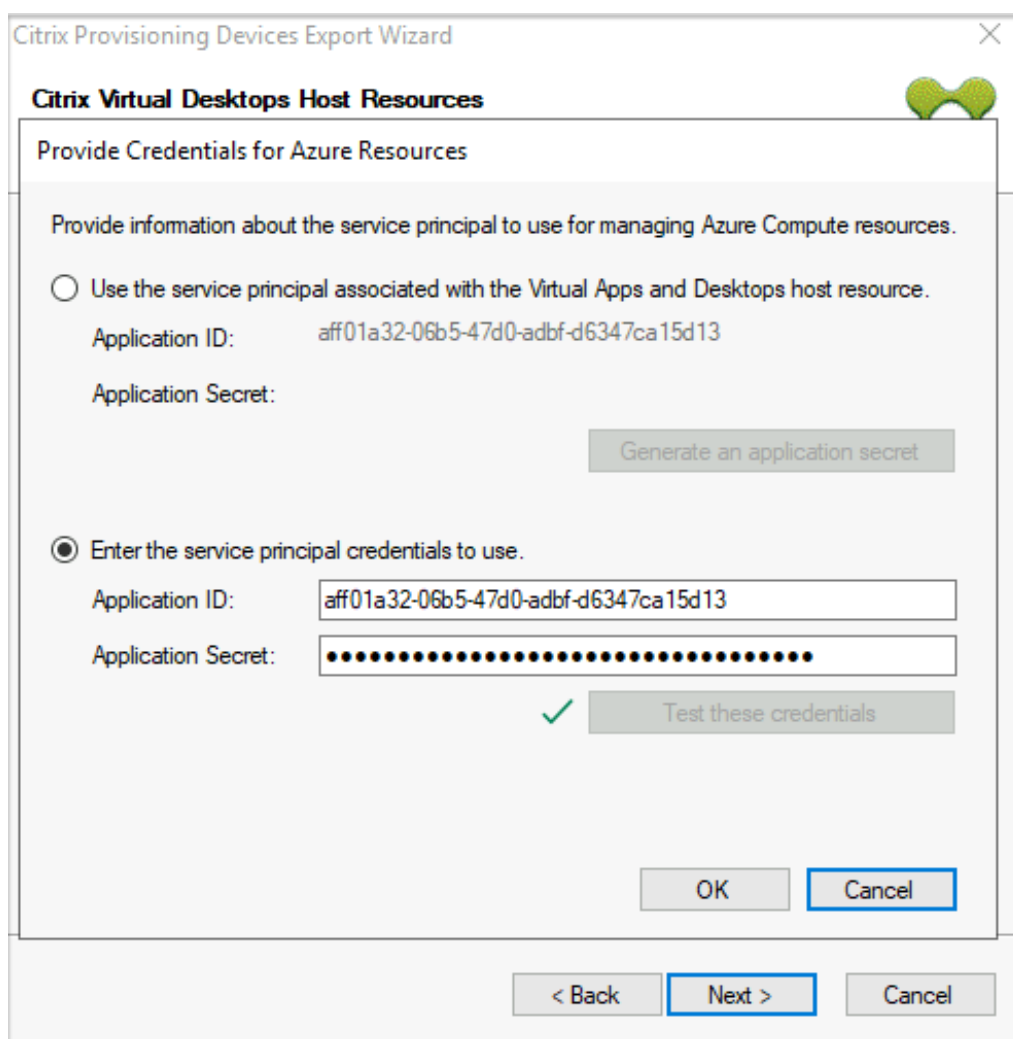 Citrix Provisioning Devices Export Wizard
Citrix Virtual Desktops Host Resources
Provide Credentials for Azure Resources
Provide information about the service principal to use for managing Azure Compute resources.
Use the service principal associated with the Virtual Apps and Desktops host resource.
Application ID: aff01a32-06b5-47d0-adbf-d6347ca15d13
Application Secret:
Generate an application secret
Enter the service principal credentials to use.
Application ID: aff01a32-06b5-47d0-adbf-d6347ca15d13
Application Secret: ••••••••••••••••••••••••••••••••••
Test these credentials
OK Cancel
< Back Next > Cancel